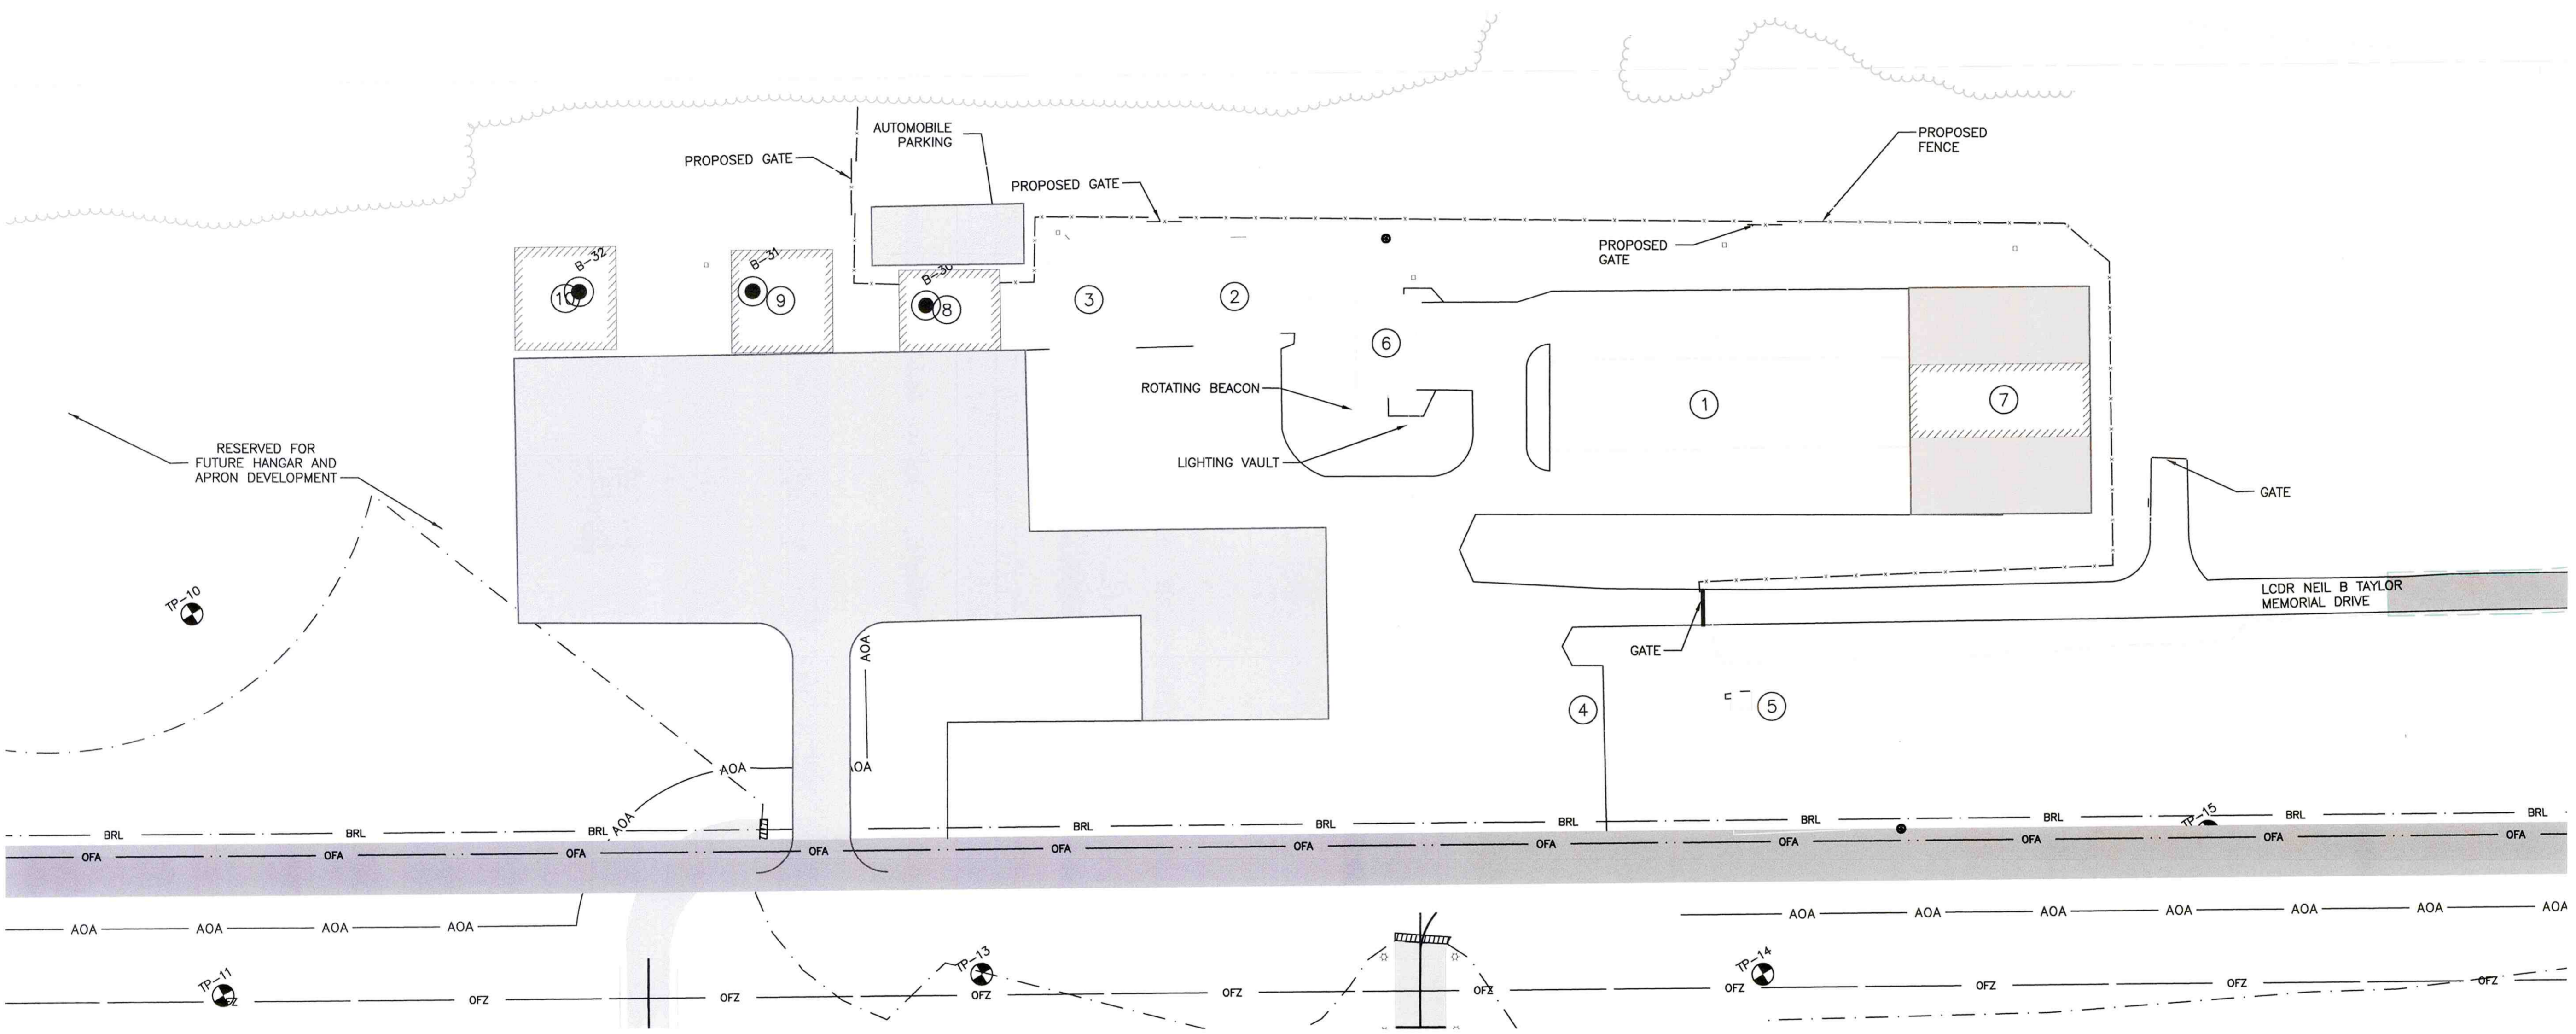 AUTOMOBILE
PARKING
PROPOSED GATE
PROPOSED GATE
PROPOSED
FENCE
PROPOSED
GATE
B-32
B-31
B-30
10
9
8
3
2
6
1
7
ROTATING BEACON
LIGHTING VAULT
RESERVED FOR
FUTURE HANGAR AND
APRON DEVELOPMENT
GATE
LCDR NEIL B TAYLOR
MEMORIAL DRIVE
TP-10
GATE
AOA
4
5
AOA
AOA
AOA
TP-15
BRL
BRL
BRL
BRL
BRL
BRL
BRL
BRL
BRL
BRL
OFA
OFA
OFA
OFA
OFA
OFA
OFA
OFA
OFA
OFA
OFA
AOA
AOA
AOA
AOA
AOA
AOA
AOA
AOA
AOA
AOA
AOA
TP-11
TP-13
TP-14
OFZ
OFZ
OFZ
OFZ
OFZ
OFZ
OFZ
OFZ
OFZ